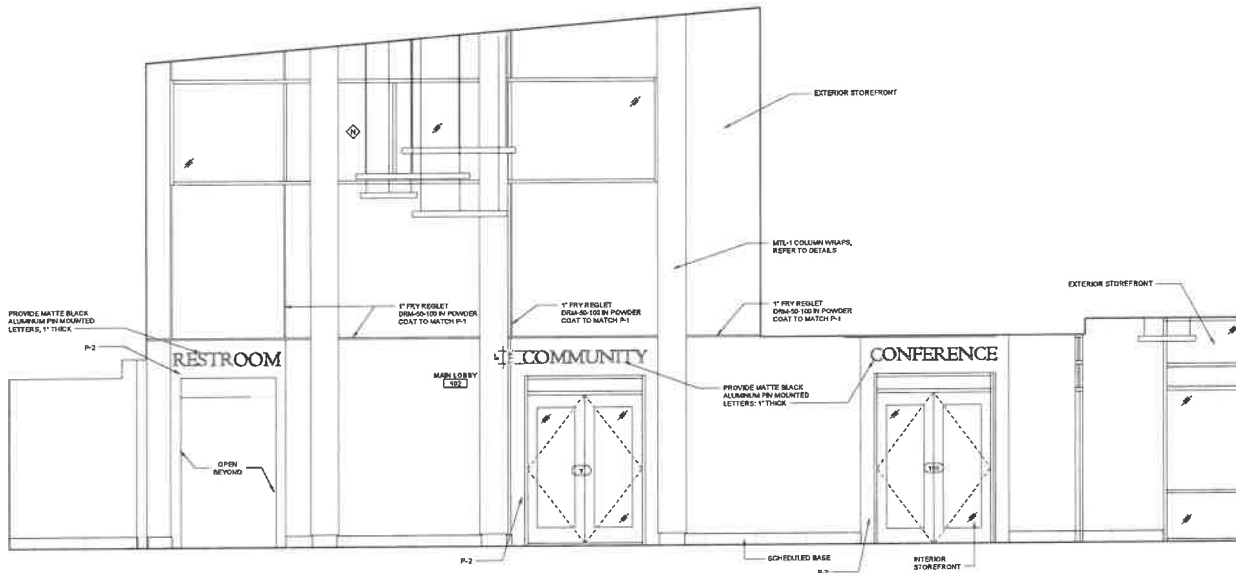 EXTERIOR STOREFRONT
N
MTL-1 COLUMN WRAPS,
REFER TO DETAILS
EXTERIOR STOREFRONT
1" FRY REGLET
DRM-50-100 IN POWDER
COAT TO MATCH P-1
1" FRY REGLET
DRM-50-100 IN POWDER
COAT TO MATCH P-1
1" FRY REGLET
DRM-50-100 IN POWDER
COAT TO MATCH P-1
PROVIDE MATTE BLACK
ALUMINUM PIN MOUNTED
LETTERS, 1" THICK
P-2
RESTROOM
COMMUNITY
CONFERENCE
MAIN LOBBY
102
PROVIDE MATTE BLACK
ALUMINUM PIN MOUNTED
LETTERS; 1" THICK
OPEN
BEYOND
P-2
SCHEDULED BASE
P-2
INTERIOR
STOREFRONT